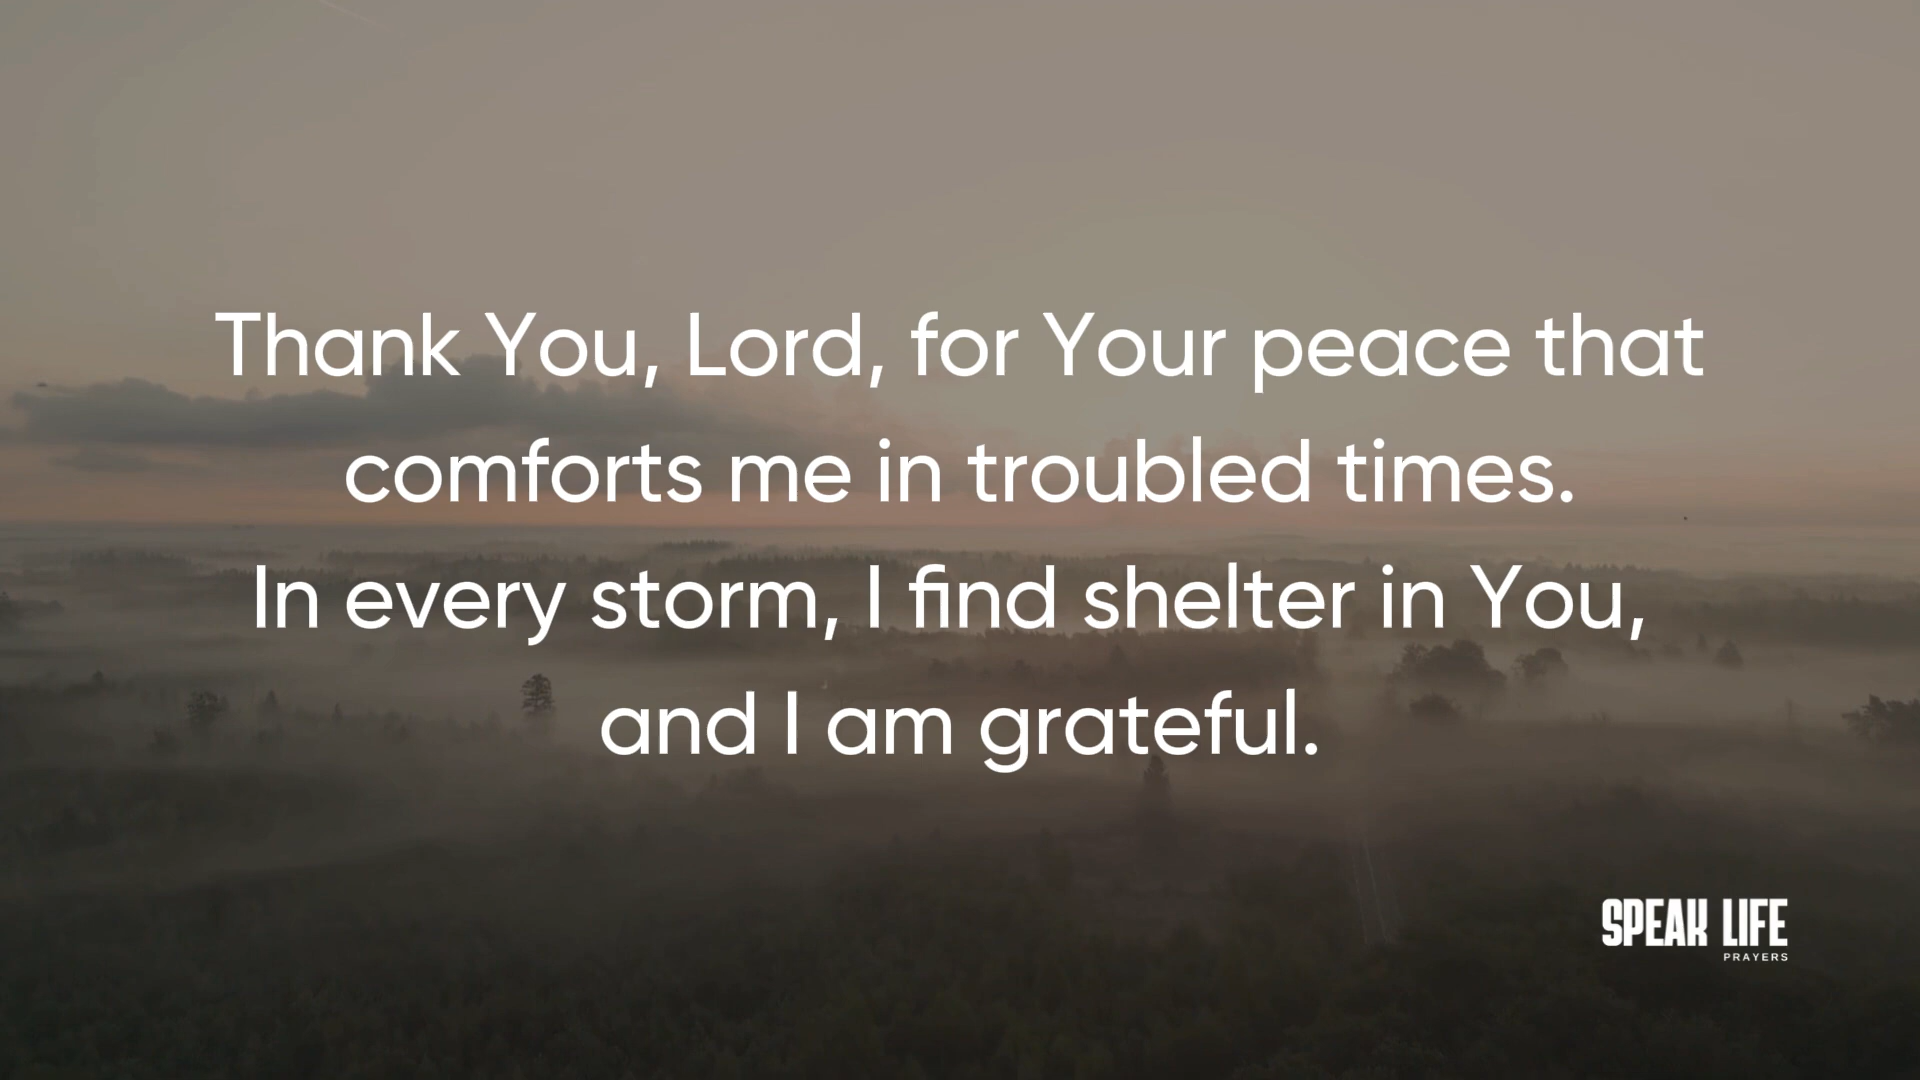 Thank You, Lord, for Your peace that
comforts me in troubled times.
In every storm, I find shelter in You,
and I am grateful.
SPEAK LIFE
PRAYERS